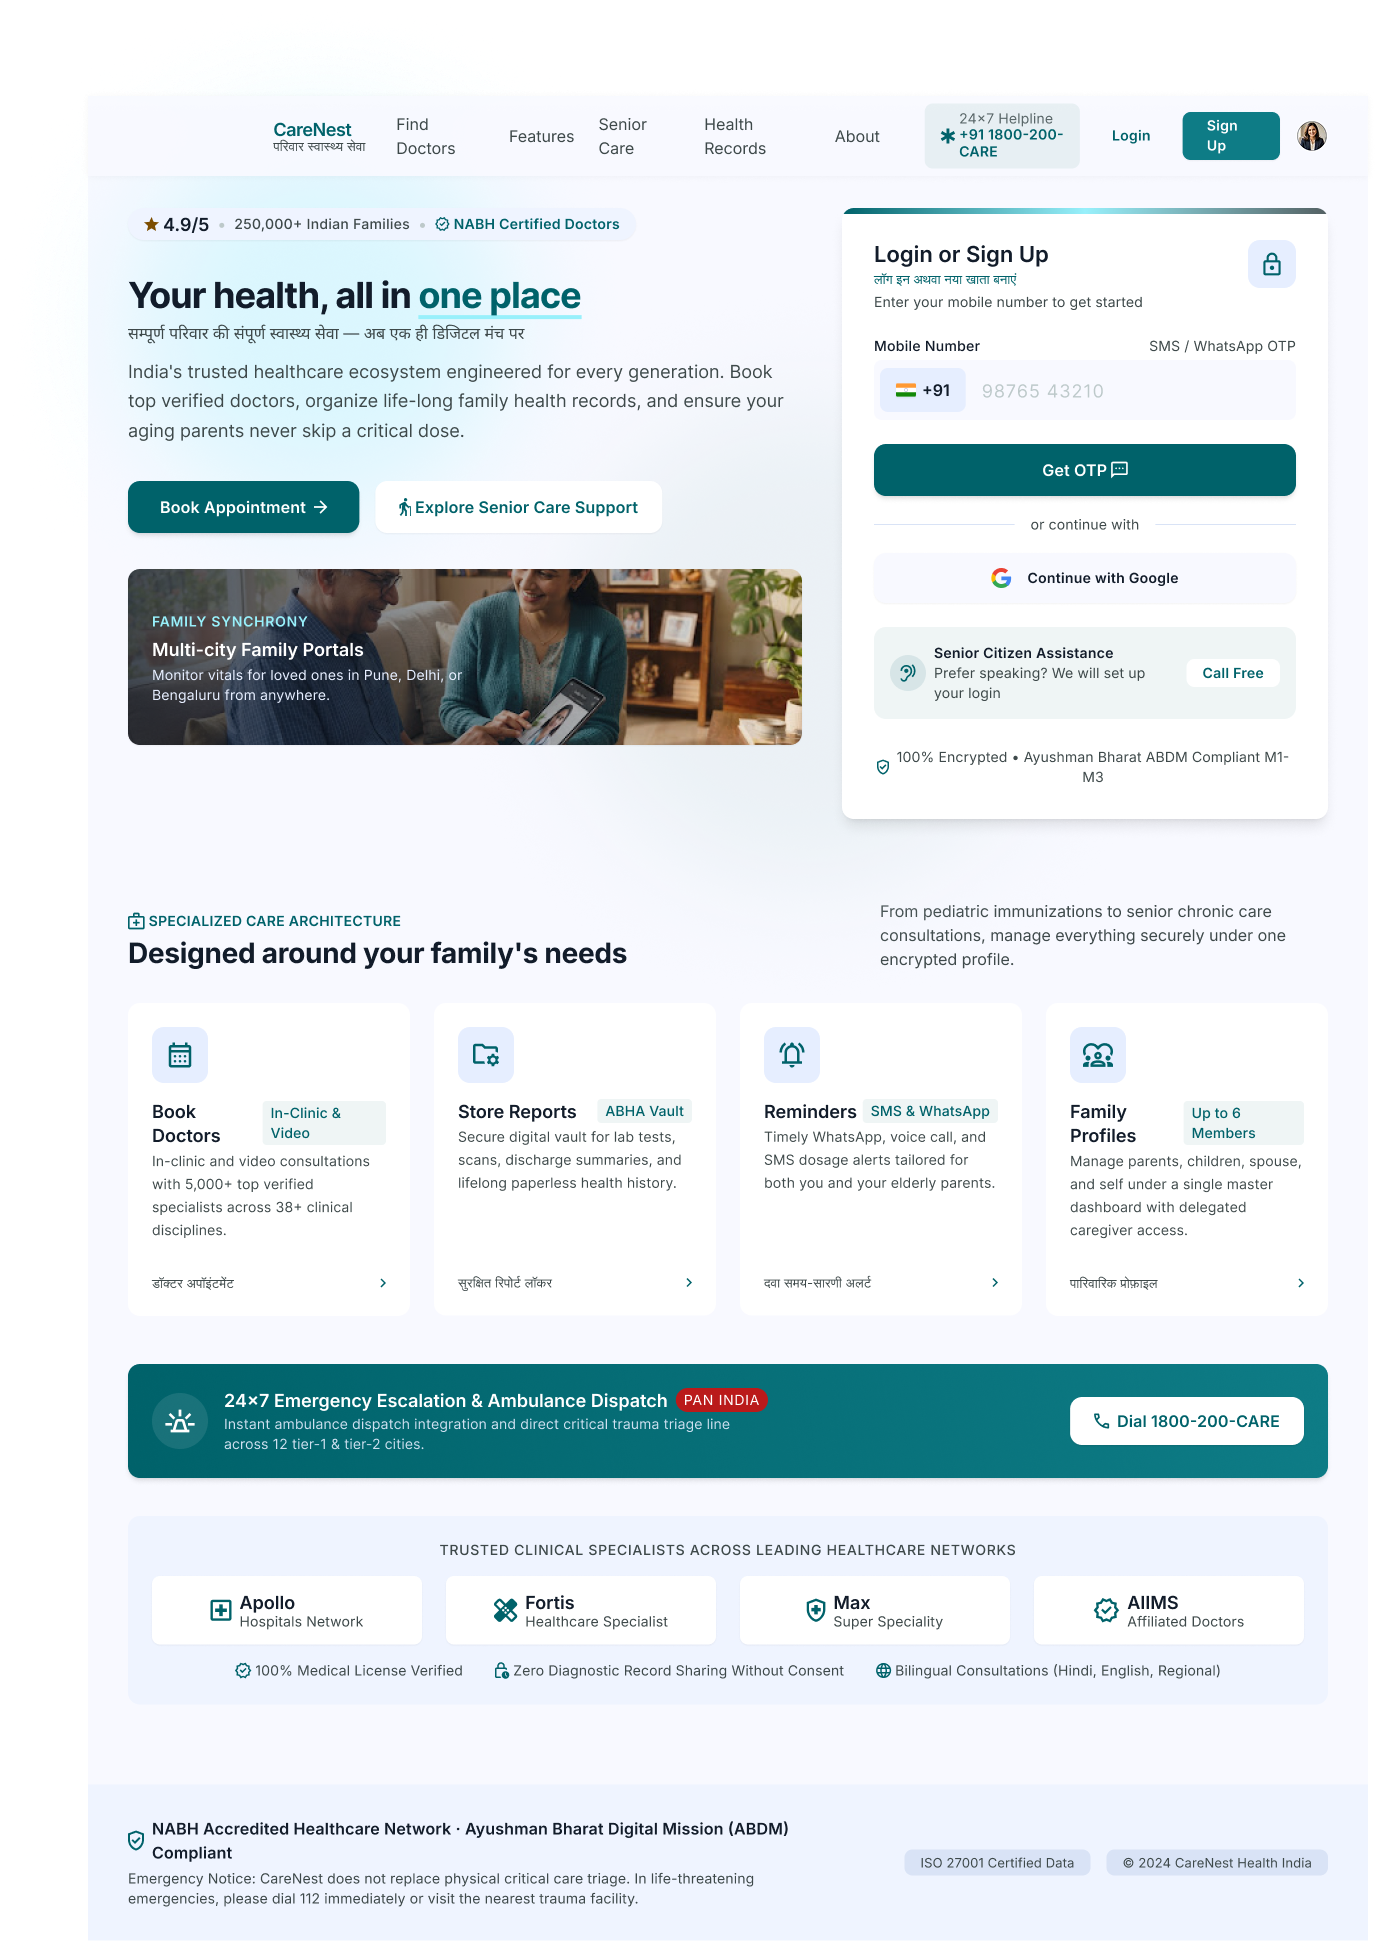 CareNest
परिवार स्वास्थ्य सेवा
Find
Doctors
Features
Senior
Care
Health
Records
About
24×7 Helpline
+91 1800-200-
CARE
Login
Sign
Up
4.9/5 • 250,000+ Indian Families • NABH Certified Doctors
Your health, all in one place
सम्पूर्ण परिवार की संपूर्ण स्वास्थ्य सेवा — अब एक ही डिजिटल मंच पर
India's trusted healthcare ecosystem engineered for every generation. Book
top verified doctors, organize life-long family health records, and ensure your
aging parents never skip a critical dose.
Book Appointment
Explore Senior Care Support
FAMILY SYNCHRONY
Multi-city Family Portals
Monitor vitals for loved ones in Pune, Delhi, or
Bengaluru from anywhere.
Login or Sign Up
लॉग इन अथवा नया खाता बनाएं
Enter your mobile number to get started
Mobile Number
SMS / WhatsApp OTP
+91
98765 43210
Get OTP
or continue with
Continue with Google
Senior Citizen Assistance
Prefer speaking? We will set up
your login
Call Free
100% Encrypted • Ayushman Bharat ABDM Compliant M1-
M3
SPECIALIZED CARE ARCHITECTURE
Designed around your family's needs
From pediatric immunizations to senior chronic care
consultations, manage everything securely under one
encrypted profile.
Book
Doctors
In-Clinic &
Video
In-clinic and video consultations
with 5,000+ top verified
specialists across 38+ clinical
disciplines.
डॉक्टर अपॉइंटमेंट
Store Reports
ABHA Vault
Secure digital vault for lab tests,
scans, discharge summaries, and
lifelong paperless health history.
सुरक्षित रिपोर्ट लॉकर
Reminders
SMS & WhatsApp
Timely WhatsApp, voice call, and
SMS dosage alerts tailored for
both you and your elderly parents.
दवा समय-सारणी अलर्ट
Family
Profiles
Up to 6
Members
Manage parents, children, spouse,
and self under a single master
dashboard with delegated
caregiver access.
पारिवारिक प्रोफ़ाइल
24×7 Emergency Escalation & Ambulance Dispatch
PAN INDIA
Instant ambulance dispatch integration and direct critical trauma triage line
across 12 tier-1 & tier-2 cities.
Dial 1800-200-CARE
TRUSTED CLINICAL SPECIALISTS ACROSS LEADING HEALTHCARE NETWORKS
Apollo
Hospitals Network
Fortis
Healthcare Specialist
Max
Super Speciality
AIIMS
Affiliated Doctors
100% Medical License Verified
Zero Diagnostic Record Sharing Without Consent
Bilingual Consultations (Hindi, English, Regional)
NABH Accredited Healthcare Network · Ayushman Bharat Digital Mission (ABDM)
Compliant
Emergency Notice: CareNest does not replace physical critical care triage. In life-threatening
emergencies, please dial 112 immediately or visit the nearest trauma facility.
ISO 27001 Certified Data
© 2024 CareNest Health India